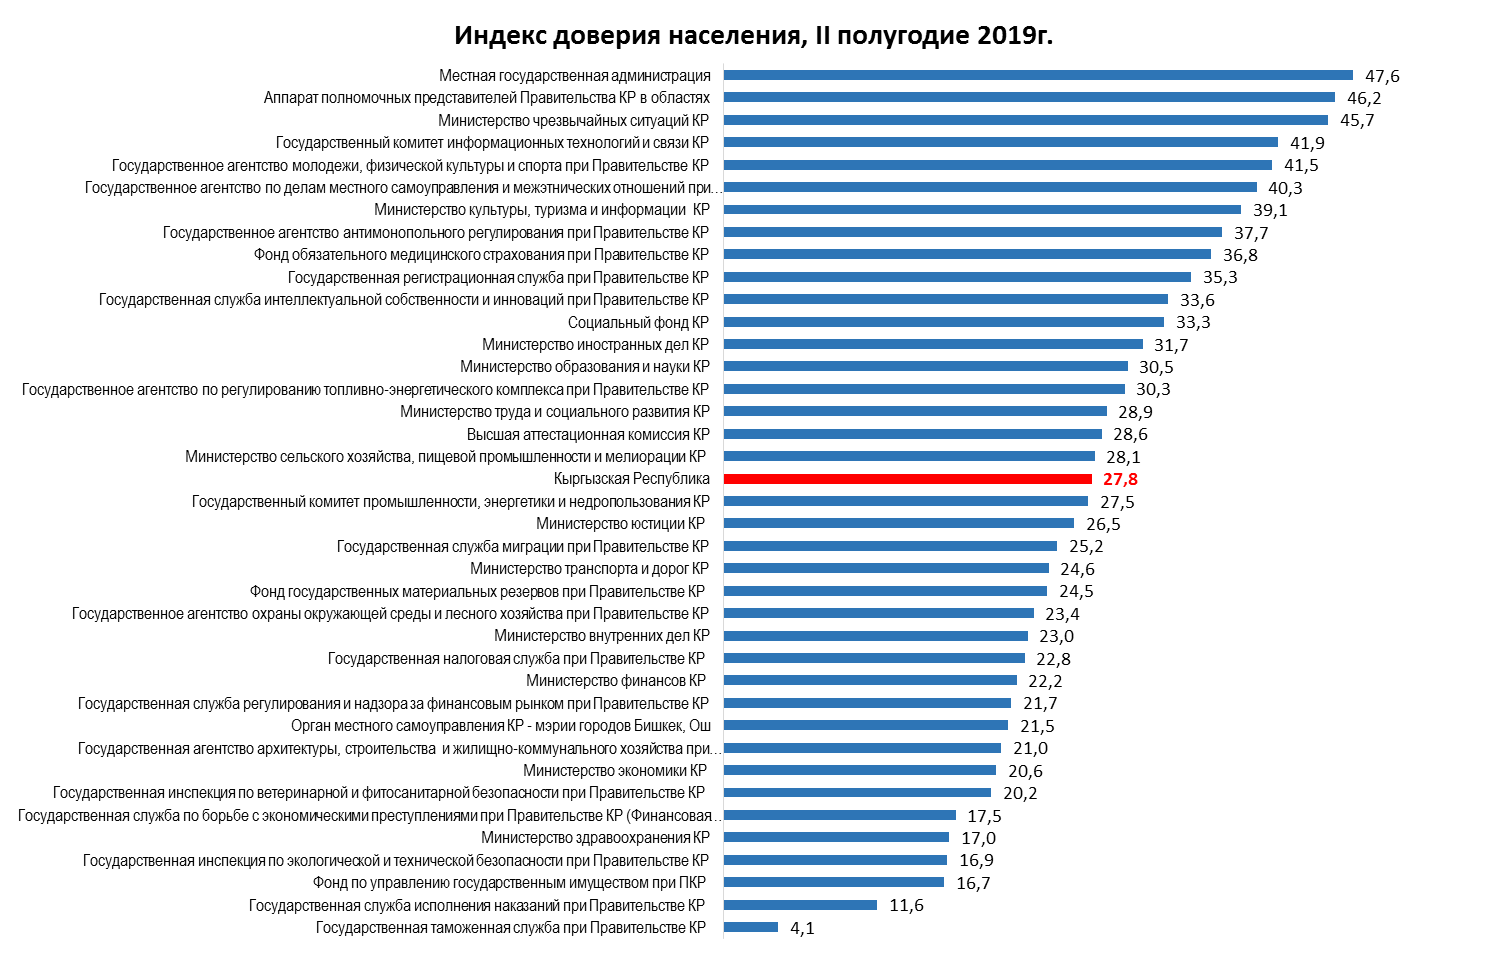 Индекс доверия населения, II полугодие 2019г.
Местная государственная администрация 47,6
Аппарат полномочных представителей Правительства КР в областях 46,2
Министерство чрезвычайных ситуаций КР 45,7
Государственный комитет информационных технологий и связи КР 41,9
Государственное агентство молодежи, физической культуры и спорта при Правительстве КР 41,5
Государственное агентство по делам местного самоуправления и межэтнических отношений при... 40,3
Министерство культуры, туризма и информации КР 39,1
Государственное агентство антимонопольного регулирования при Правительстве КР 37,7
Фонд обязательного медицинского страхования при Правительстве КР 36,8
Государственная регистрационная служба при Правительстве КР 35,3
Государственная служба интеллектуальной собственности и инноваций при Правительстве КР 33,6
Социальный фонд КР 33,3
Министерство иностранных дел КР 31,7
Министерство образования и науки КР 30,5
Государственное агентство по регулированию топливно-энергетического комплекса при Правительстве КР 30,3
Министерство труда и социального развития КР 28,9
Высшая аттестационная комиссия КР 28,6
Министерство сельского хозяйства, пищевой промышленности и мелиорации КР 28,1
Кыргызская Республика 27,8
Государственный комитет промышленности, энергетики и недропользования КР 27,5
Министерство юстиции КР 26,5
Государственная служба миграции при Правительстве КР 25,2
Министерство транспорта и дорог КР 24,6
Фонд государственных материальных резервов при Правительстве КР 24,5
Государственное агентство охраны окружающей среды и лесного хозяйства при Правительстве КР 23,4
Министерство внутренних дел КР 23,0
Государственная налоговая служба при Правительстве КР 22,8
Министерство финансов КР 22,2
Государственная служба регулирования и надзора за финансовым рынком при Правительстве КР 21,7
Орган местного самоуправления КР - мэрии городов Бишкек, Ош 21,5
Государственная агентство архитектуры, строительства и жилищно-коммунального хозяйства при... 21,0
Министерство экономики КР 20,6
Государственная инспекция по ветеринарной и фитосанитарной безопасности при Правительстве КР 20,2
Государственная служба по борьбе с экономическими преступлениями при Правительстве КР (Финансовая... 17,5
Министерство здравоохранения КР 17,0
Государственная инспекция по экологической и технической безопасности при Правительстве КР 16,9
Фонд по управлению государственным имуществом при ПКР 16,7
Государственная служба исполнения наказаний при Правительстве КР 11,6
Государственная таможенная служба при Правительстве КР 4,1